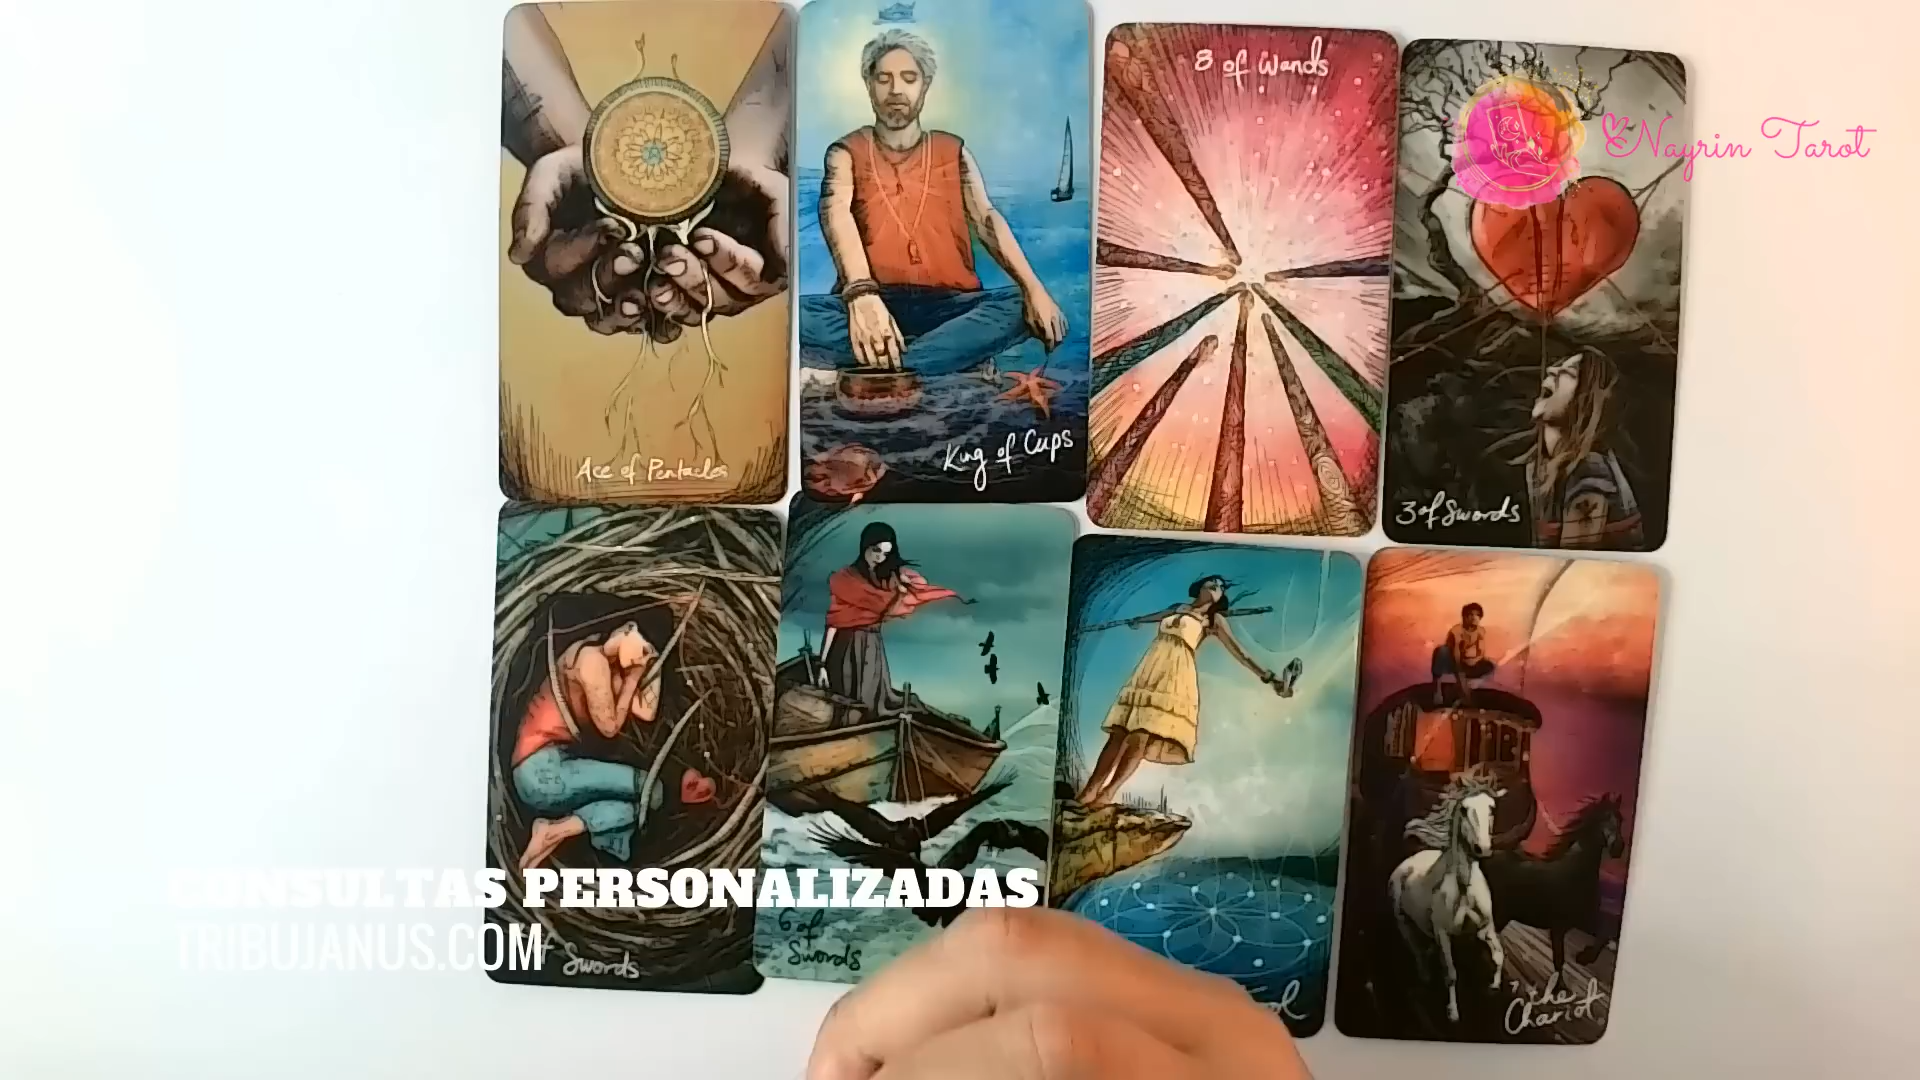 8 of Wands
Nayrin Tarot
Ace of Pentacles
King of Cups
3 of Swords
CONSULTAS PERSONALIZADAS
TRIBUJANUS.COM
Swords
6 of
Swords
7 the
Chariot